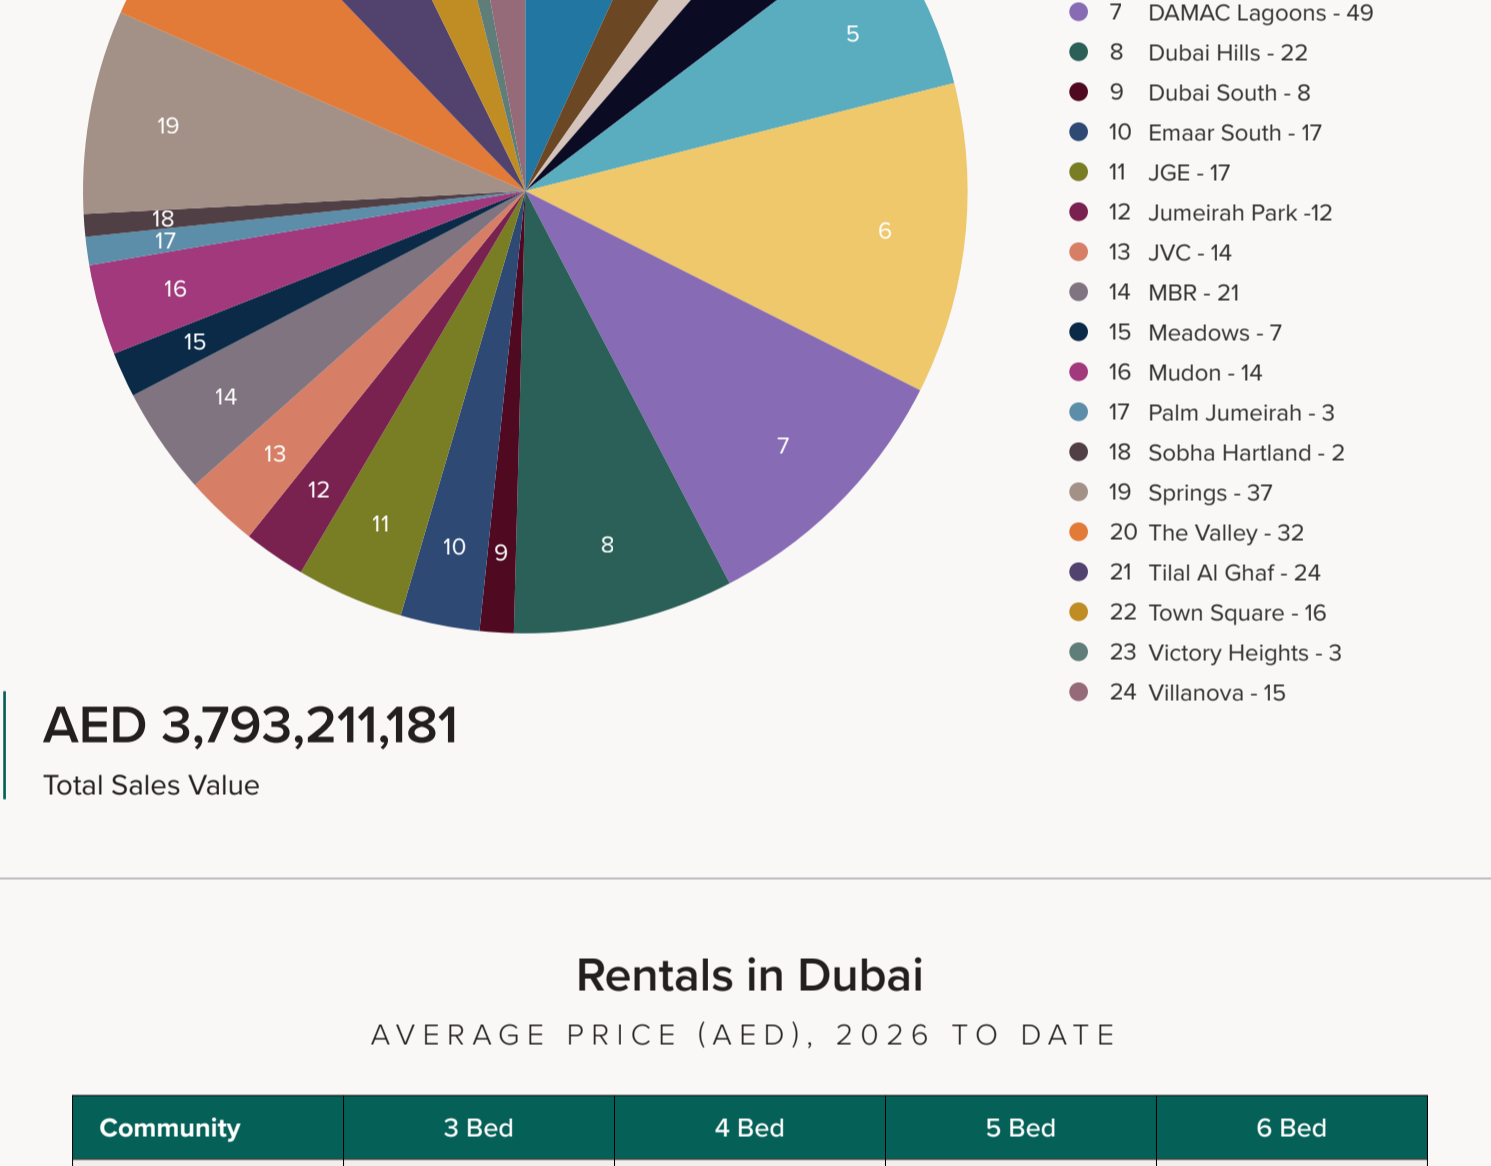 5
6
7
8
9
10
11
12
13
14
15
16
17
18
19
7 DAMAC Lagoons - 49
8 Dubai Hills - 22
9 Dubai South - 8
10 Emaar South - 17
11 JGE - 17
12 Jumeirah Park -12
13 JVC - 14
14 MBR - 21
15 Meadows - 7
16 Mudon - 14
17 Palm Jumeirah - 3
18 Sobha Hartland - 2
19 Springs - 37
20 The Valley - 32
21 Tilal Al Ghaf - 24
22 Town Square - 16
23 Victory Heights - 3
24 Villanova - 15
AED 3,793,211,181
Total Sales Value
Rentals in Dubai
AVERAGE PRICE (AED), 2026 TO DATE
Community 3 Bed 4 Bed 5 Bed 6 Bed